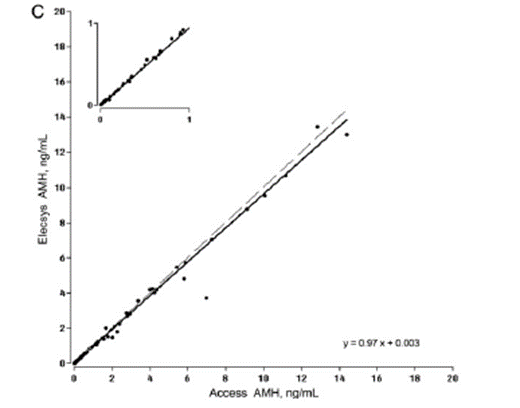 C
20
18
16
14
12
10
8
6
4
2
0
Elecsys AMH, ng/mL
1
0
0 1
y = 0.97 x + 0.003
0 2 4 6 8 10 12 14 16 18 20
Access AMH, ng/mL